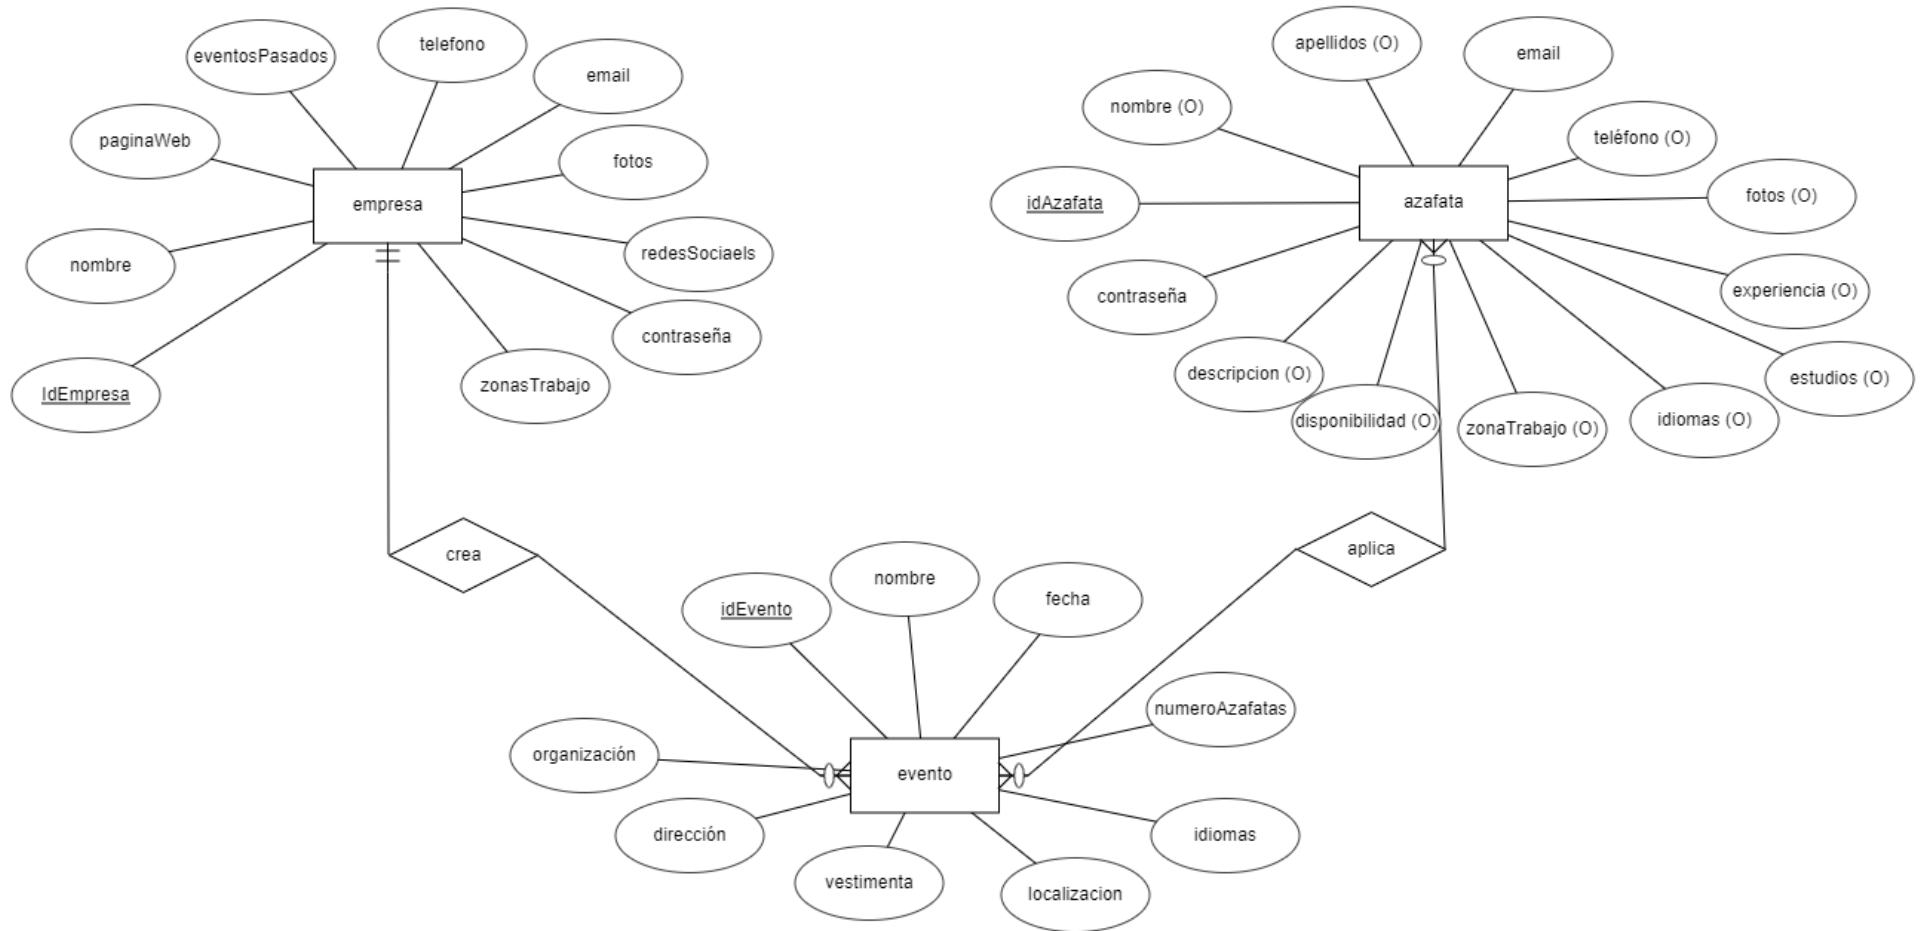 eventosPasados
telefono
email
paginaWeb
fotos
empresa
nombre
redesSociaels
contraseña
IdEmpresa
zonasTrabajo
apellidos (O)
email
nombre (O)
teléfono (O)
fotos (O)
idAzafata
azafata
contraseña
experiencia (O)
descripcion (O)
disponibilidad (O)
zonaTrabajo (O)
idiomas (O)
estudios (O)
crea
aplica
idEvento
nombre
fecha
numeroAzafatas
organización
evento
dirección
idiomas
vestimenta
localizacion